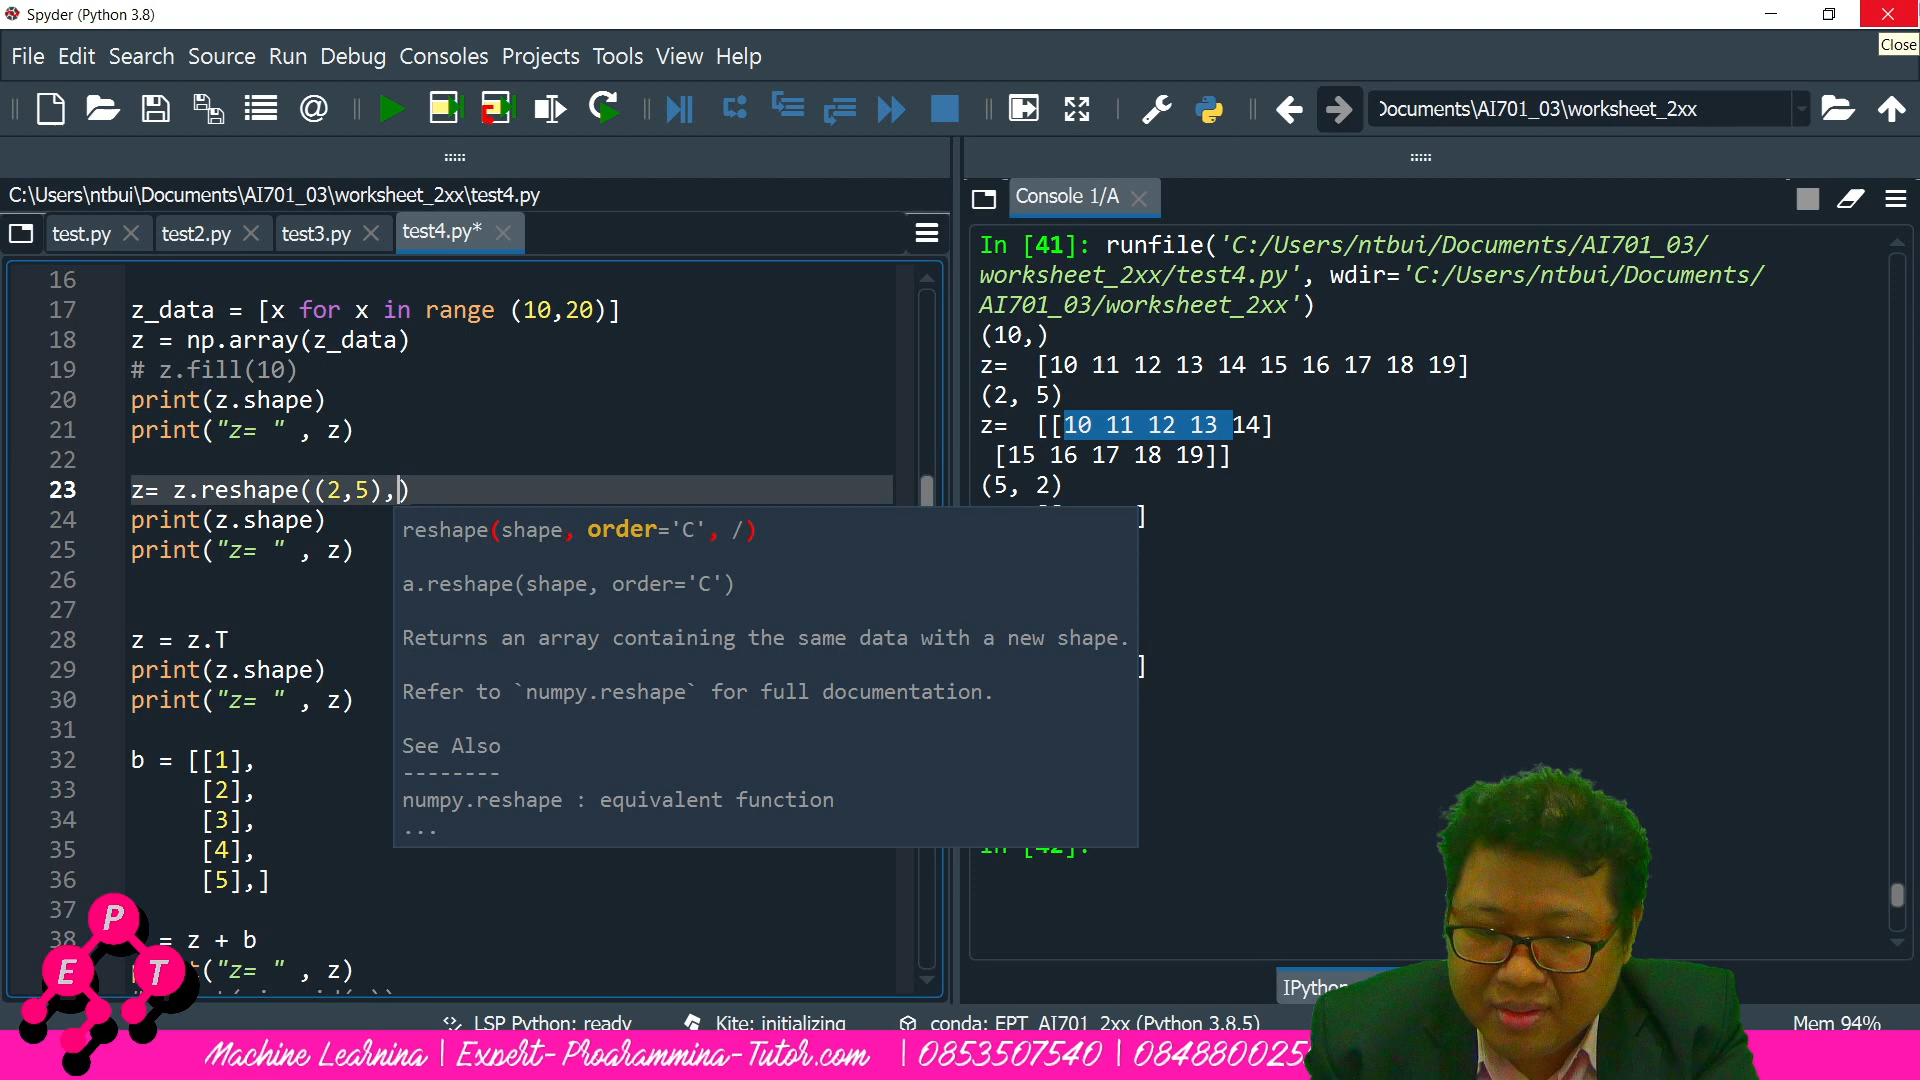 Spyder (Python 3.8)
File Edit Search Source Run Debug Consoles Projects Tools View Help
Close
Documents\AI701_03\worksheet_2xx
C:\Users\ntbui\Documents\AI701_03\worksheet_2xx\test4.py
test.py test2.py test3.py test4.py*
16
17 z_data = [x for x in range (10,20)]
18 z = np.array(z_data)
19 # z.fill(10)
20 print(z.shape)
21 print("z= " , z)
22
23 z= z.reshape((2,5),)
24 print(z.shape)
25 print("z= " , z)
26
27
28 z = z.T
29 print(z.shape)
30 print("z= " , z)
31
32 b = [[1],
33 [2],
34 [3],
35 [4],
36 [5],]
37
38 = z + b
("z= " , z)
reshape(shape, order='C', /)
a.reshape(shape, order='C')
Returns an array containing the same data with a new shape.
Refer to `numpy.reshape` for full documentation.
See Also
--------
numpy.reshape : equivalent function
...
Console 1/A
In [41]: runfile('C:/Users/ntbui/Documents/AI701_03/
worksheet_2xx/test4.py', wdir='C:/Users/ntbui/Documents/
AI701_03/worksheet_2xx')
(10,)
z= [10 11 12 13 14 15 16 17 18 19]
(2, 5)
z= [[10 11 12 13 14]
[15 16 17 18 19]]
(5, 2)
]
]
In [42]:
IPython
LSP Python: ready Kite: initializing conda: EPT_AI701_2xx (Python 3.8.5) Mem 94%
E P T
Machine Learning | Expert-Programming-Tutor.com | 0853507540 | 084880025